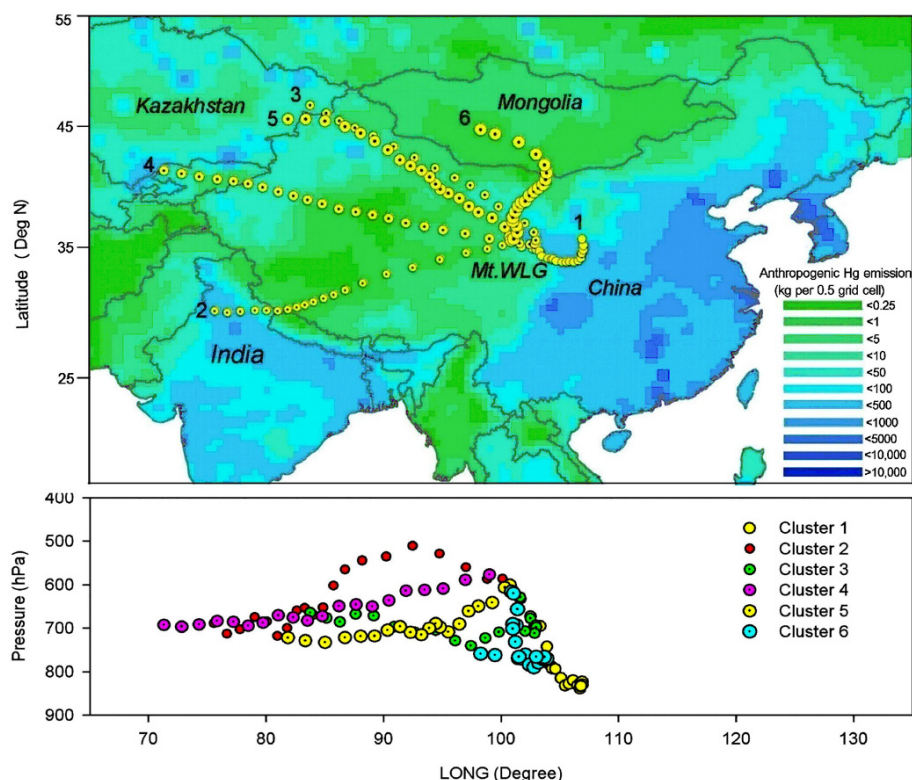 55
45
35
25
Latitude ( Deg N)
Kazakhstan
Mongolia
3
5
6
4
1
Mt.WLG
China
2
India
Anthropogenic Hg emission
(kg per 0.5 grid cell)
<0.25
<1
<5
<10
<50
<100
<500
<1000
<5000
<10,000
>10,000
400
500
600
700
800
900
Pressure (hPa)
Cluster 1
Cluster 2
Cluster 3
Cluster 4
Cluster 5
Cluster 6
70 80 90 100 110 120 130
LONG (Degree)